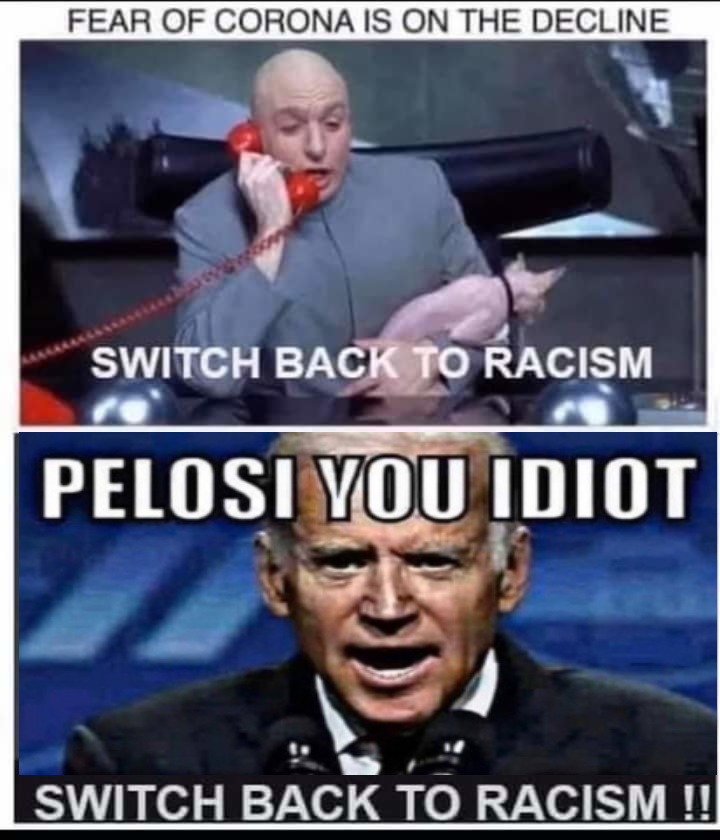 FEAR OF CORONA IS ON THE DECLINE
SWITCH BACK TO RACISM
PELOSI YOU IDIOT
SWITCH BACK TO RACISM !!